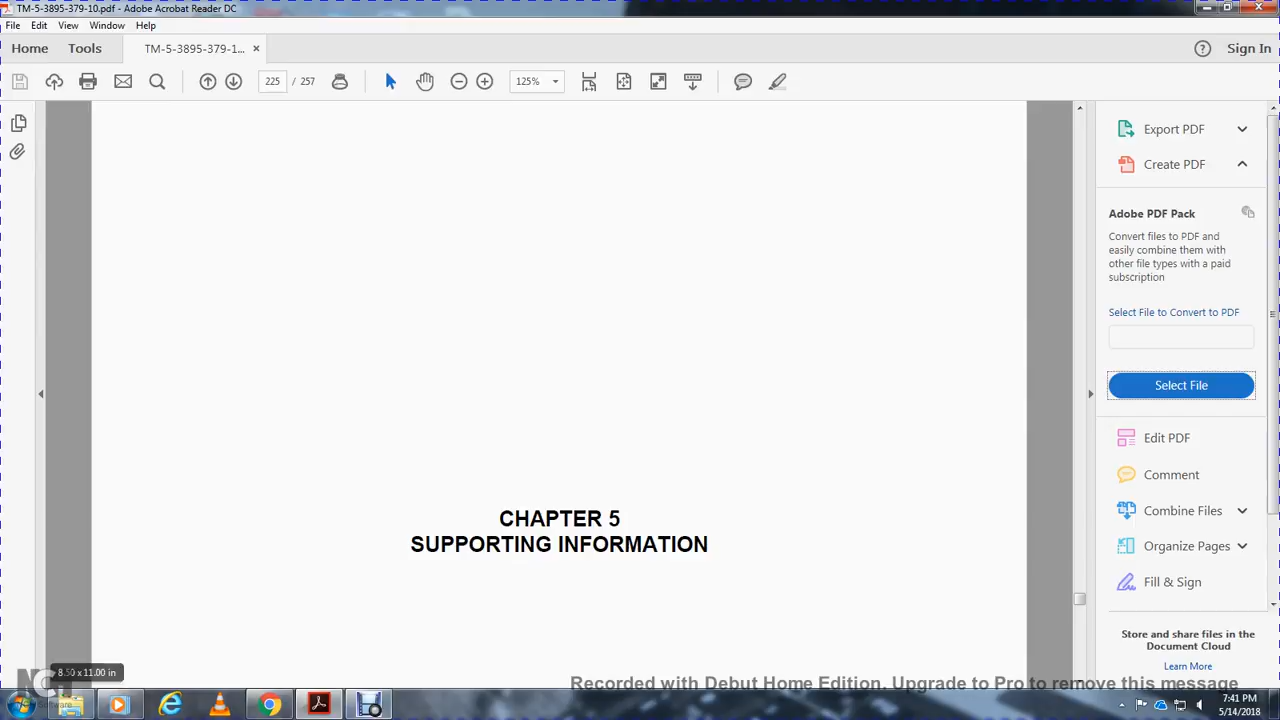 TM-5-3895-379-10.pdf - Adobe Acrobat Reader DC
File Edit View Window Help
Home Tools TM-5-3895-379-1... × Sign In
225 / 257 125%
Export PDF
Create PDF
Adobe PDF Pack
Convert files to PDF and
easily combine them with
other file types with a paid
subscription
Select File to Convert to PDF
Select File
Edit PDF
Comment
Combine Files
Organize Pages
Fill & Sign
Store and share files in the
Document Cloud
Learn More
CHAPTER 5
SUPPORTING INFORMATION
8.50 x 11.00 in
NCH
Software
Recorded with Debut Home Edition. Upgrade to Pro to remove this message
7:41 PM
5/14/2018